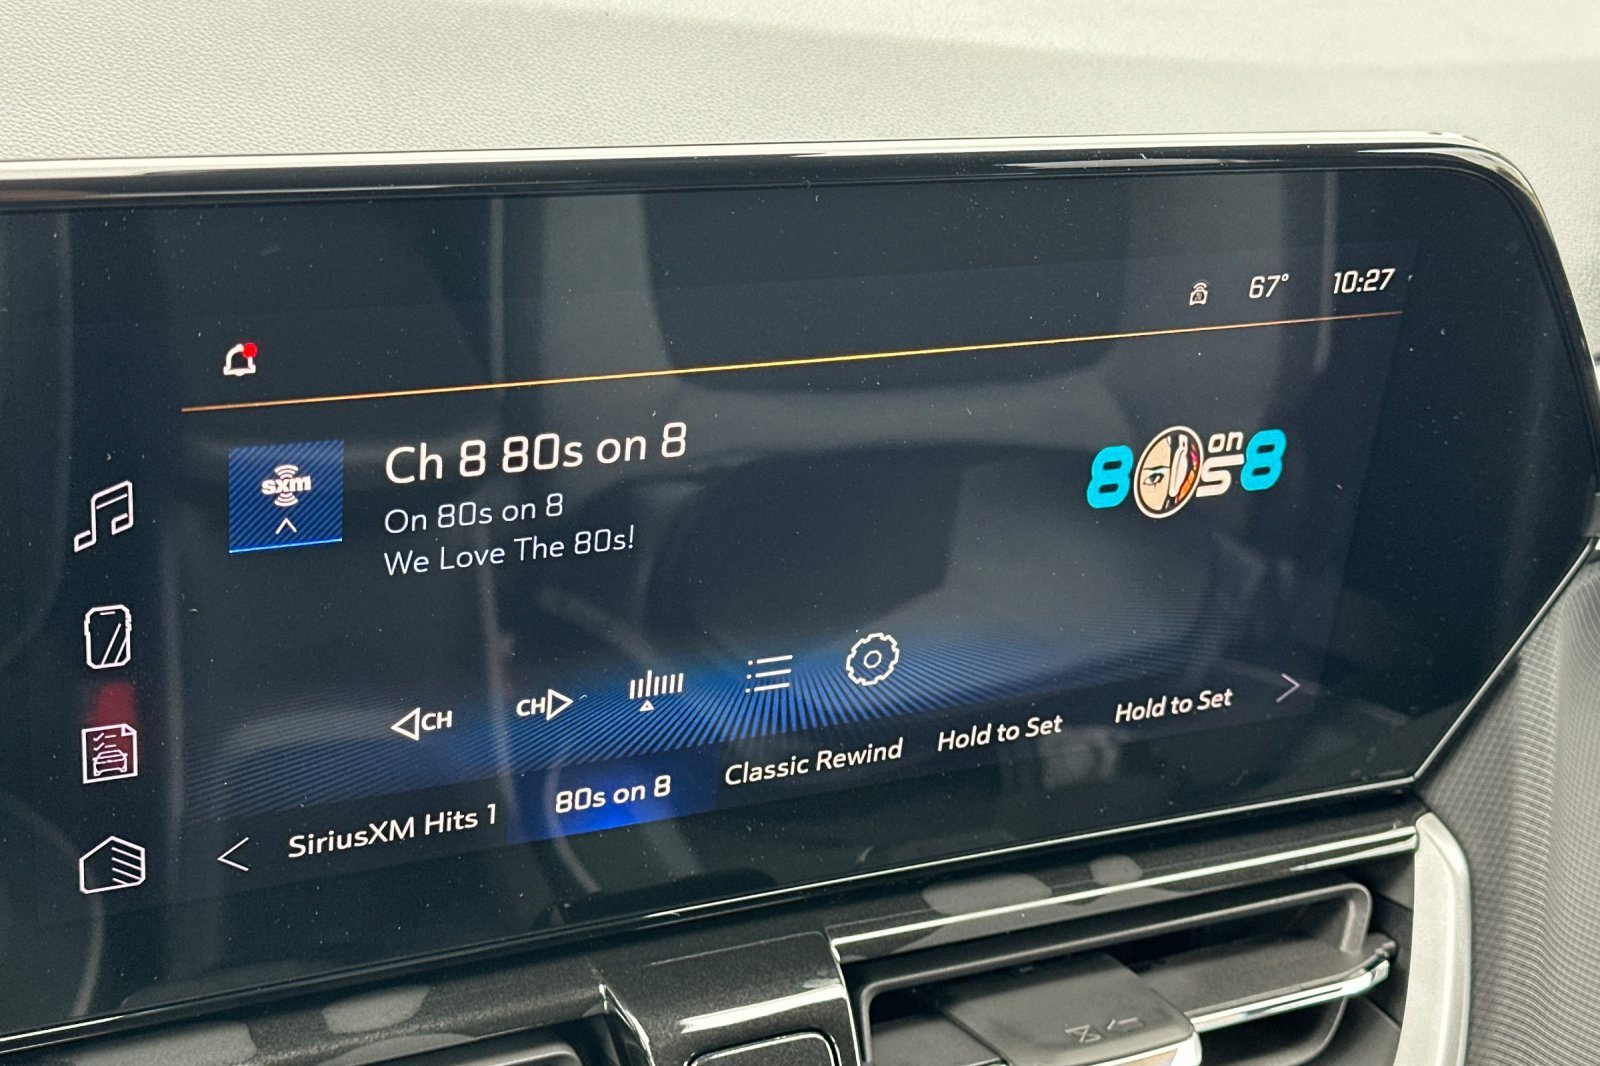 67° 10:27
sxm
Ch 8 80s on 8
On 80s on 8
We Love The 80s!
80s on 8
CH
CH
SiriusXM Hits 1
80s on 8
Classic Rewind
Hold to Set
Hold to Set